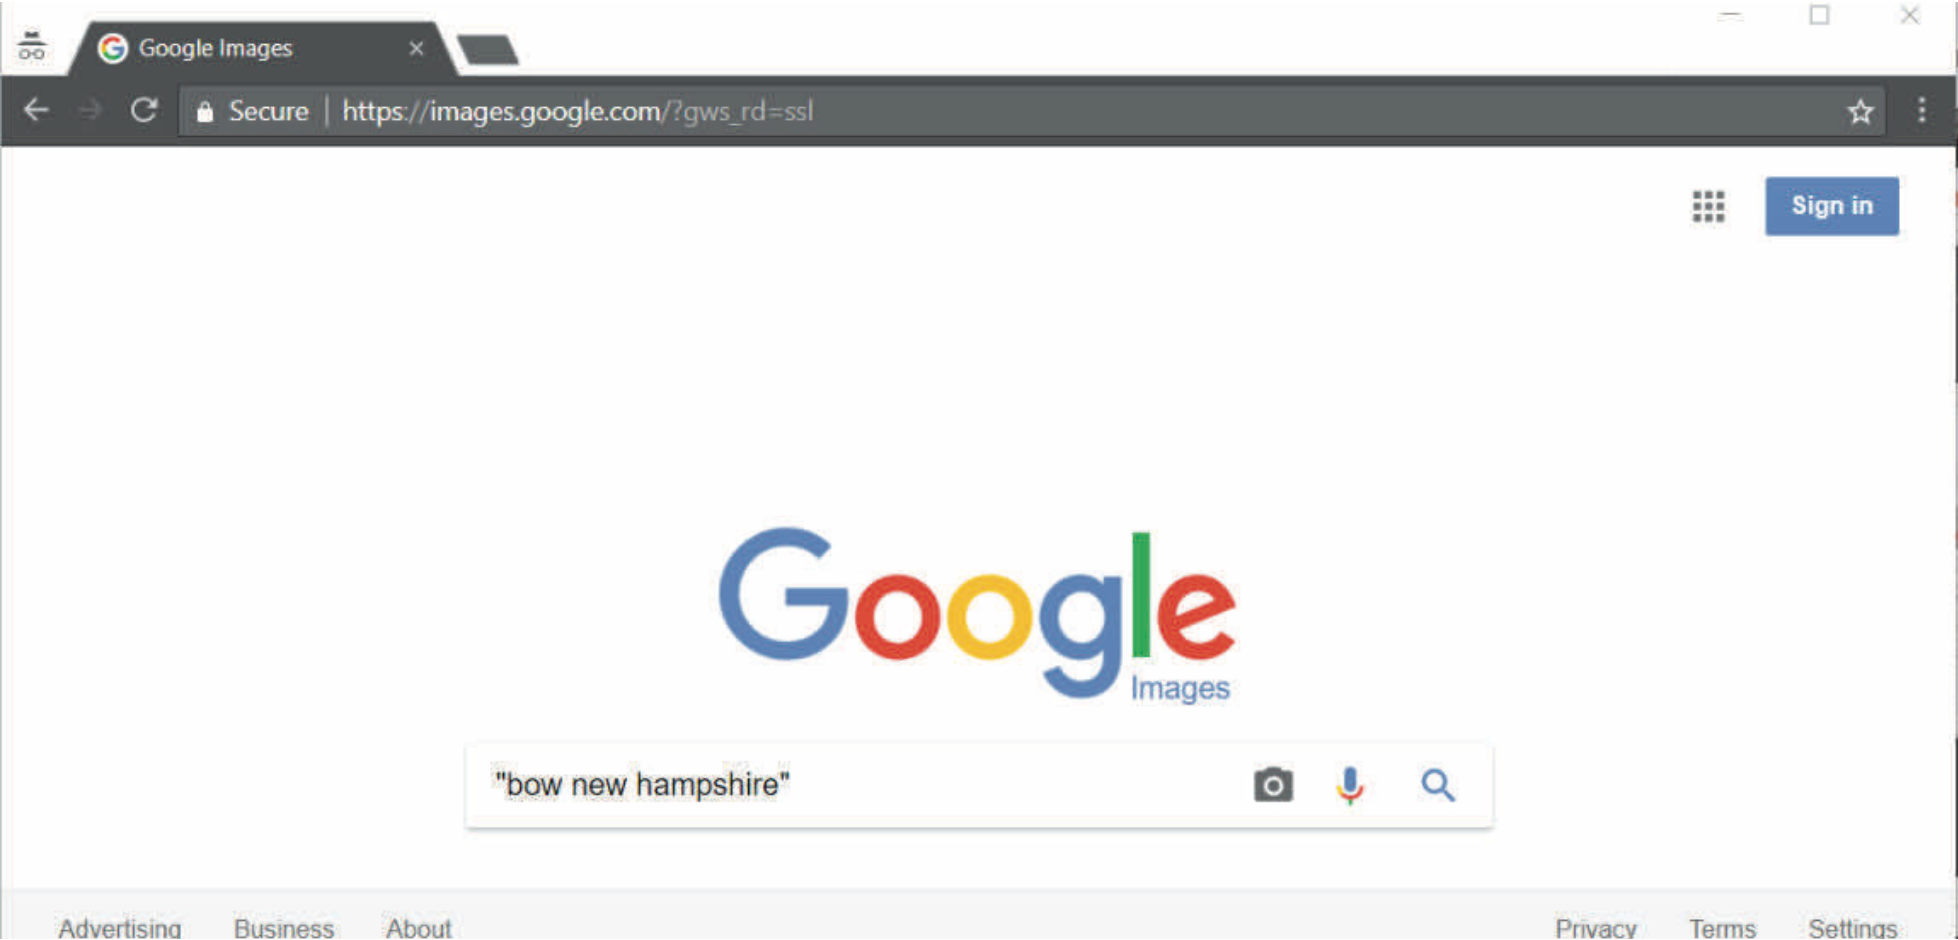 Google Images
Secure | https://images.google.com/?gws_rd=ssl
Sign in
Google
Images
"bow new hampshire"
Advertising Business About Privacy Terms Settings